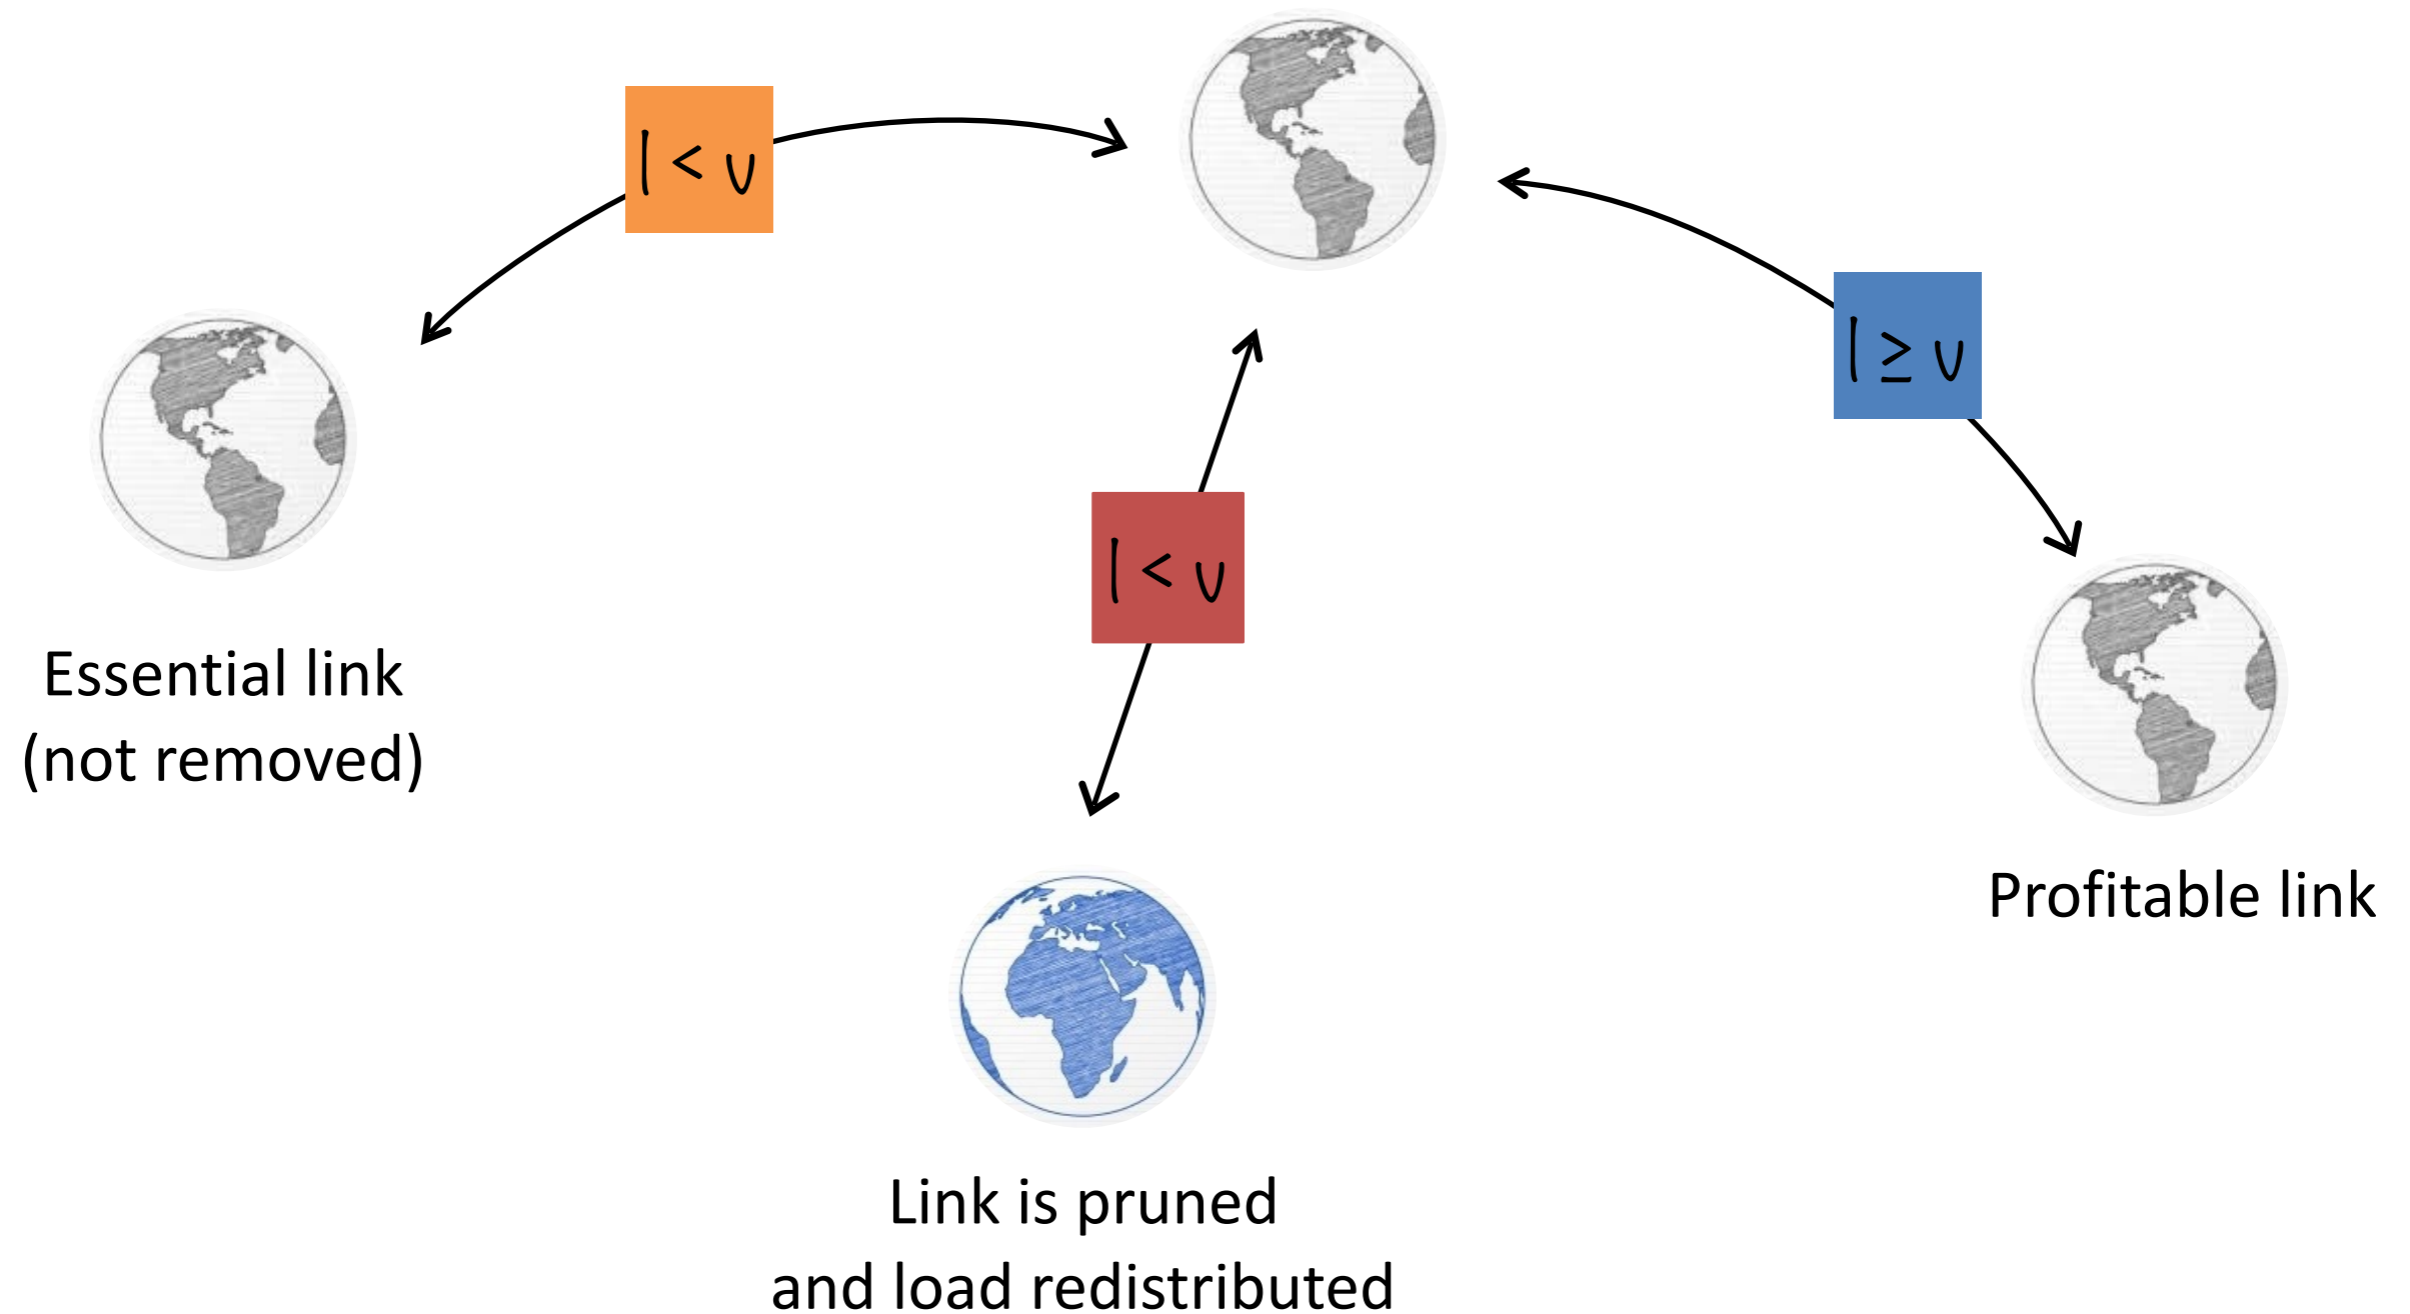 l < v
l ≥ v
l < v
Essential link
(not removed)
Profitable link
Link is pruned
and load redistributed